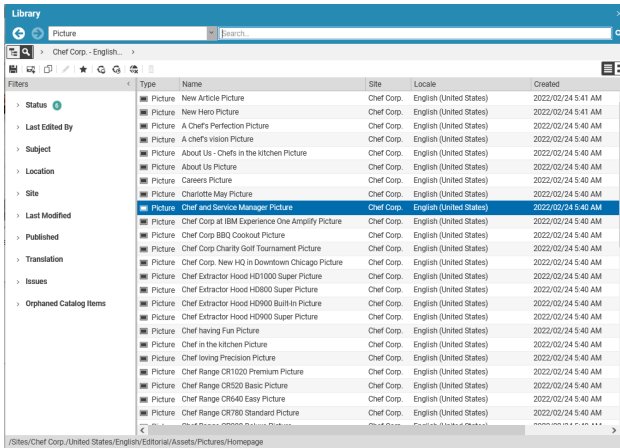 Library
Picture
Search...
Chef Corp. - English...
Filters
Type Name Site Locale Created
Status 6
Last Edited By
Subject
Location
Site
Last Modified
Published
Translation
Issues
Orphaned Catalog Items
Picture New Article Picture Chef Corp. English (United States) 2022/02/24 5:41 AM
Picture New Hero Picture Chef Corp. English (United States) 2022/02/24 5:41 AM
Picture A Chef's Perfection Picture Chef Corp. English (United States) 2022/02/24 5:40 AM
Picture A chef's vision Picture Chef Corp. English (United States) 2022/02/24 5:40 AM
Picture About Us - Chefs in the kitchen Picture Chef Corp. English (United States) 2022/02/24 5:40 AM
Picture About Us Picture Chef Corp. English (United States) 2022/02/24 5:40 AM
Picture Careers Picture Chef Corp. English (United States) 2022/02/24 5:40 AM
Picture Charlotte May Picture Chef Corp. English (United States) 2022/02/24 5:40 AM
Picture Chef and Service Manager Picture Chef Corp. English (United States) 2022/02/24 5:40 AM
Picture Chef Corp at IBM Experience One Amplify Picture Chef Corp. English (United States) 2022/02/24 5:40 AM
Picture Chef Corp BBQ Cookout Picture Chef Corp. English (United States) 2022/02/24 5:40 AM
Picture Chef Corp Charity Golf Tournament Picture Chef Corp. English (United States) 2022/02/24 5:40 AM
Picture Chef Corp. New HQ in Downtown Chicago Picture Chef Corp. English (United States) 2022/02/24 5:40 AM
Picture Chef Extractor Hood HD1000 Super Picture Chef Corp. English (United States) 2022/02/24 5:40 AM
Picture Chef Extractor Hood HD800 Super Picture Chef Corp. English (United States) 2022/02/24 5:40 AM
Picture Chef Extractor Hood HD900 Built-In Picture Chef Corp. English (United States) 2022/02/24 5:40 AM
Picture Chef Extractor Hood HD900 Super Picture Chef Corp. English (United States) 2022/02/24 5:40 AM
Picture Chef having Fun Picture Chef Corp. English (United States) 2022/02/24 5:40 AM
Picture Chef in the kitchen Picture Chef Corp. English (United States) 2022/02/24 5:40 AM
Picture Chef loving Precision Picture Chef Corp. English (United States) 2022/02/24 5:40 AM
Picture Chef Range CR1020 Premium Picture Chef Corp. English (United States) 2022/02/24 5:40 AM
Picture Chef Range CR520 Basic Picture Chef Corp. English (United States) 2022/02/24 5:40 AM
Picture Chef Range CR640 Easy Picture Chef Corp. English (United States) 2022/02/24 5:40 AM
Picture Chef Range CR780 Standard Picture Chef Corp. English (United States) 2022/02/24 5:40 AM
/Sites/Chef Corp./United States/English/Editorial/Assets/Pictures/Homepage